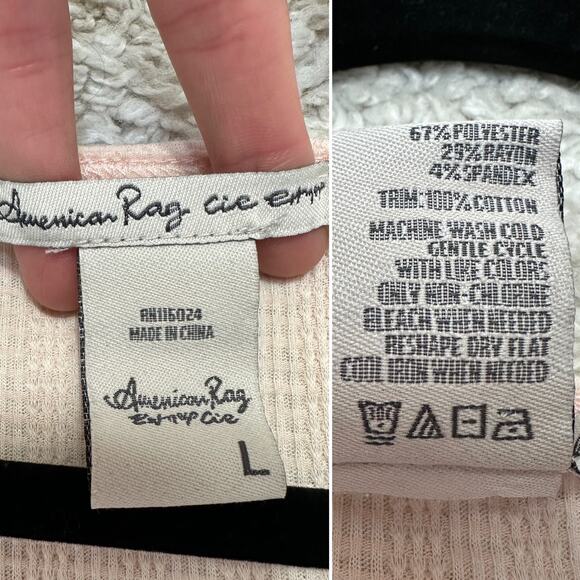 American Rag Cie
RN116024
MADE IN CHINA
American Rag
Cie
L
67% POLYESTER
29% RAYON
4% SPANDEX
TRIM: 100% COTTON
MACHINE WASH COLD
GENTLE CYCLE
WITH LIKE COLORS
ONLY NON-CHLORINE
BLEACH WHEN NEEDED
RESHAPE DRY FLAT
COOL IRON WHEN NEEDED